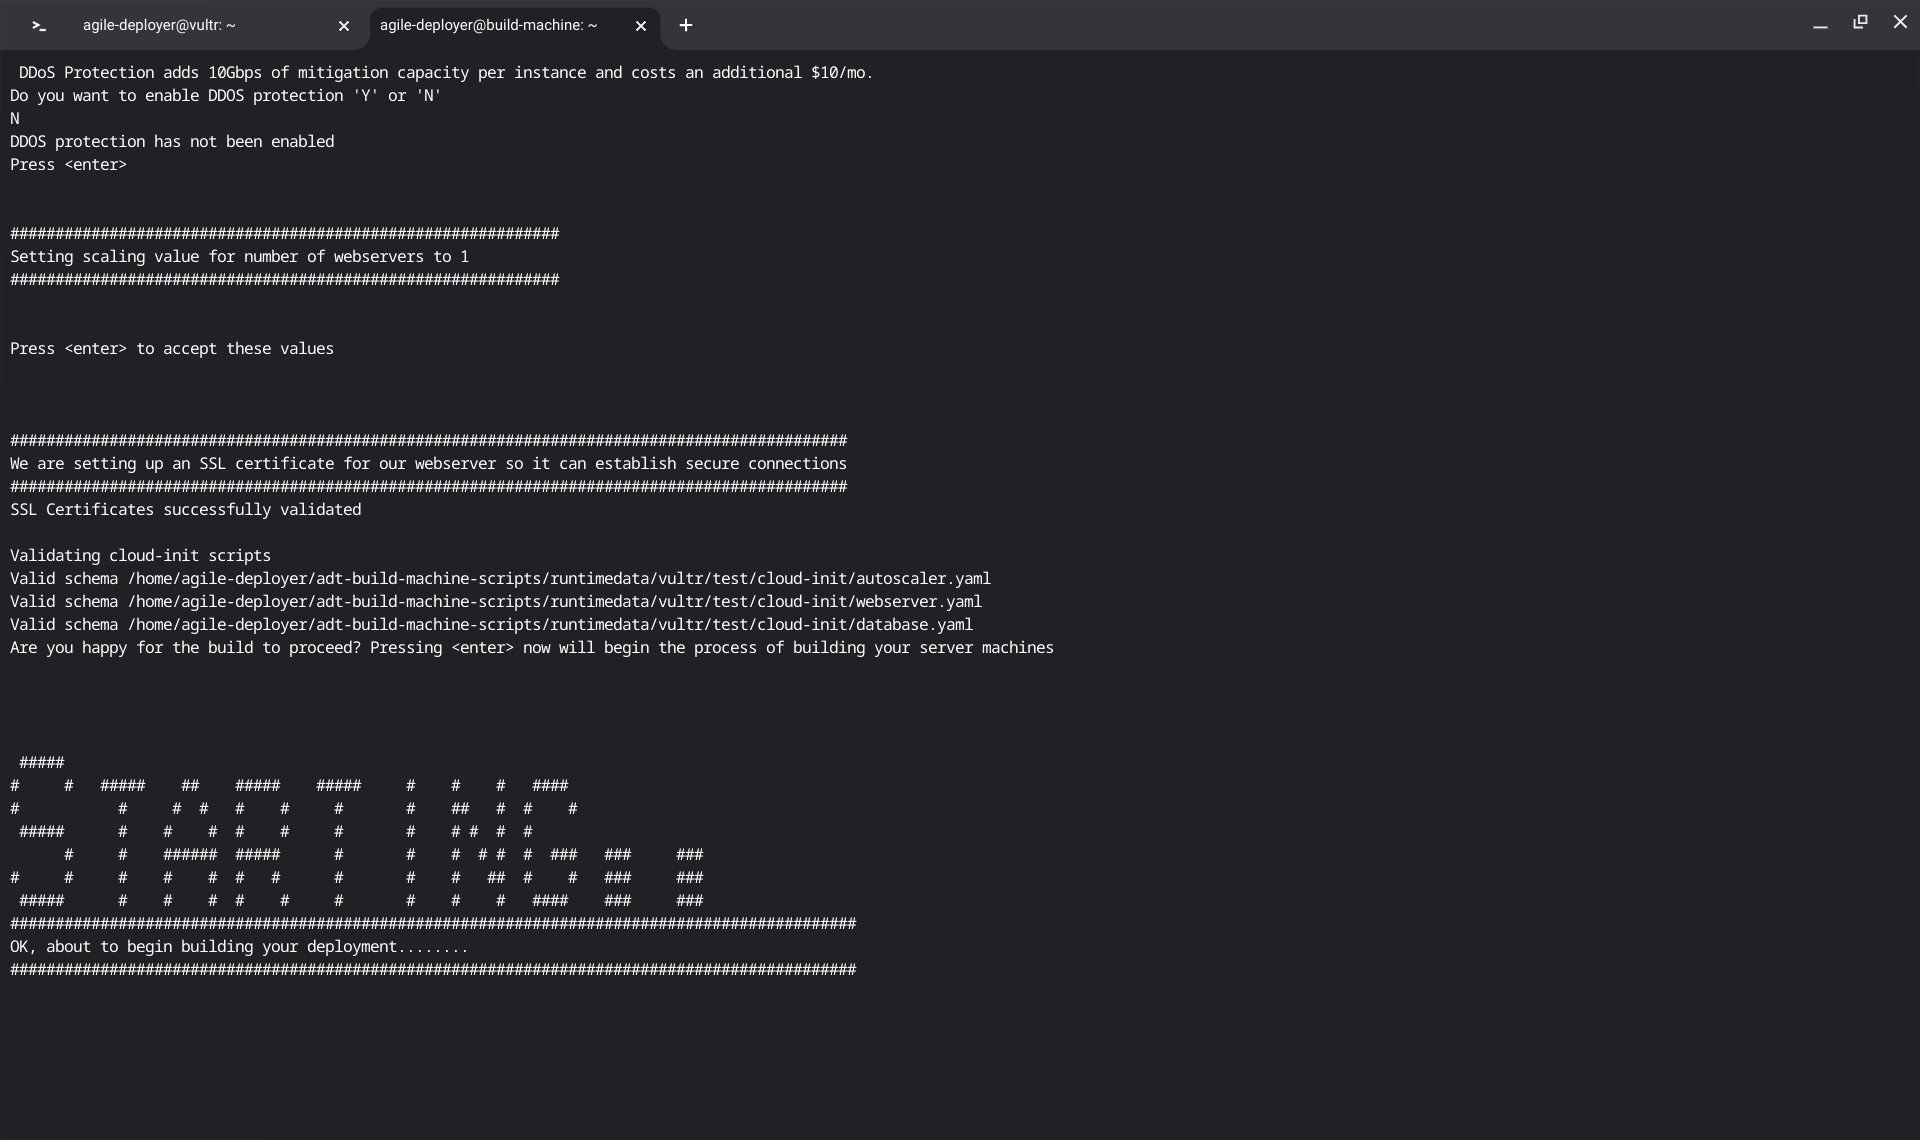 agile-deployer@vultr: ~
agile-deployer@build-machine: ~
DDoS Protection adds 10Gbps of mitigation capacity per instance and costs an additional $10/mo.
Do you want to enable DDOS protection 'Y' or 'N'
N
DDOS protection has not been enabled
Press <enter>
#############################################################
Setting scaling value for number of webservers to 1
#############################################################
Press <enter> to accept these values
#############################################################################################
We are setting up an SSL certificate for our webserver so it can establish secure connections
#############################################################################################
SSL Certificates successfully validated
Validating cloud-init scripts
Valid schema /home/agile-deployer/adt-build-machine-scripts/runtimedata/vultr/test/cloud-init/autoscaler.yaml
Valid schema /home/agile-deployer/adt-build-machine-scripts/runtimedata/vultr/test/cloud-init/webserver.yaml
Valid schema /home/agile-deployer/adt-build-machine-scripts/runtimedata/vultr/test/cloud-init/database.yaml
Are you happy for the build to proceed? Pressing <enter> now will begin the process of building your server machines
STARTING..
##############################################################################################
OK, about to begin building your deployment........
##############################################################################################